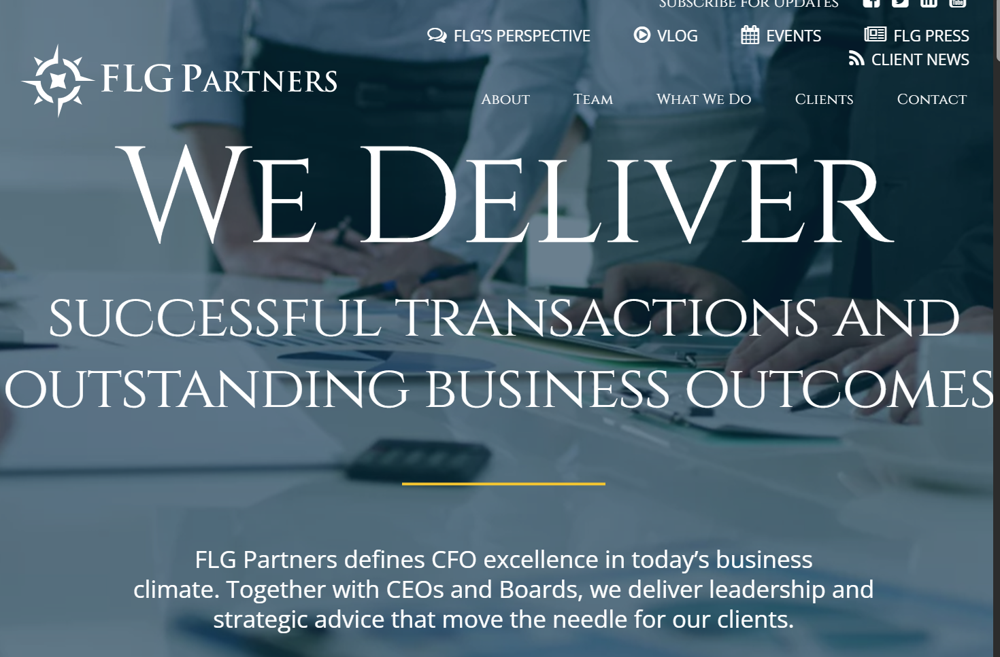 SUBSCRIBE FOR UPDATES
FLG'S PERSPECTIVE VLOG EVENTS FLG PRESS
CLIENT NEWS
FLG PARTNERS
ABOUT TEAM WHAT WE DO CLIENTS CONTACT
WE DELIVER
SUCCESSFUL TRANSACTIONS AND
OUTSTANDING BUSINESS OUTCOMES
FLG Partners defines CFO excellence in today’s business
climate. Together with CEOs and Boards, we deliver leadership and
strategic advice that move the needle for our clients.